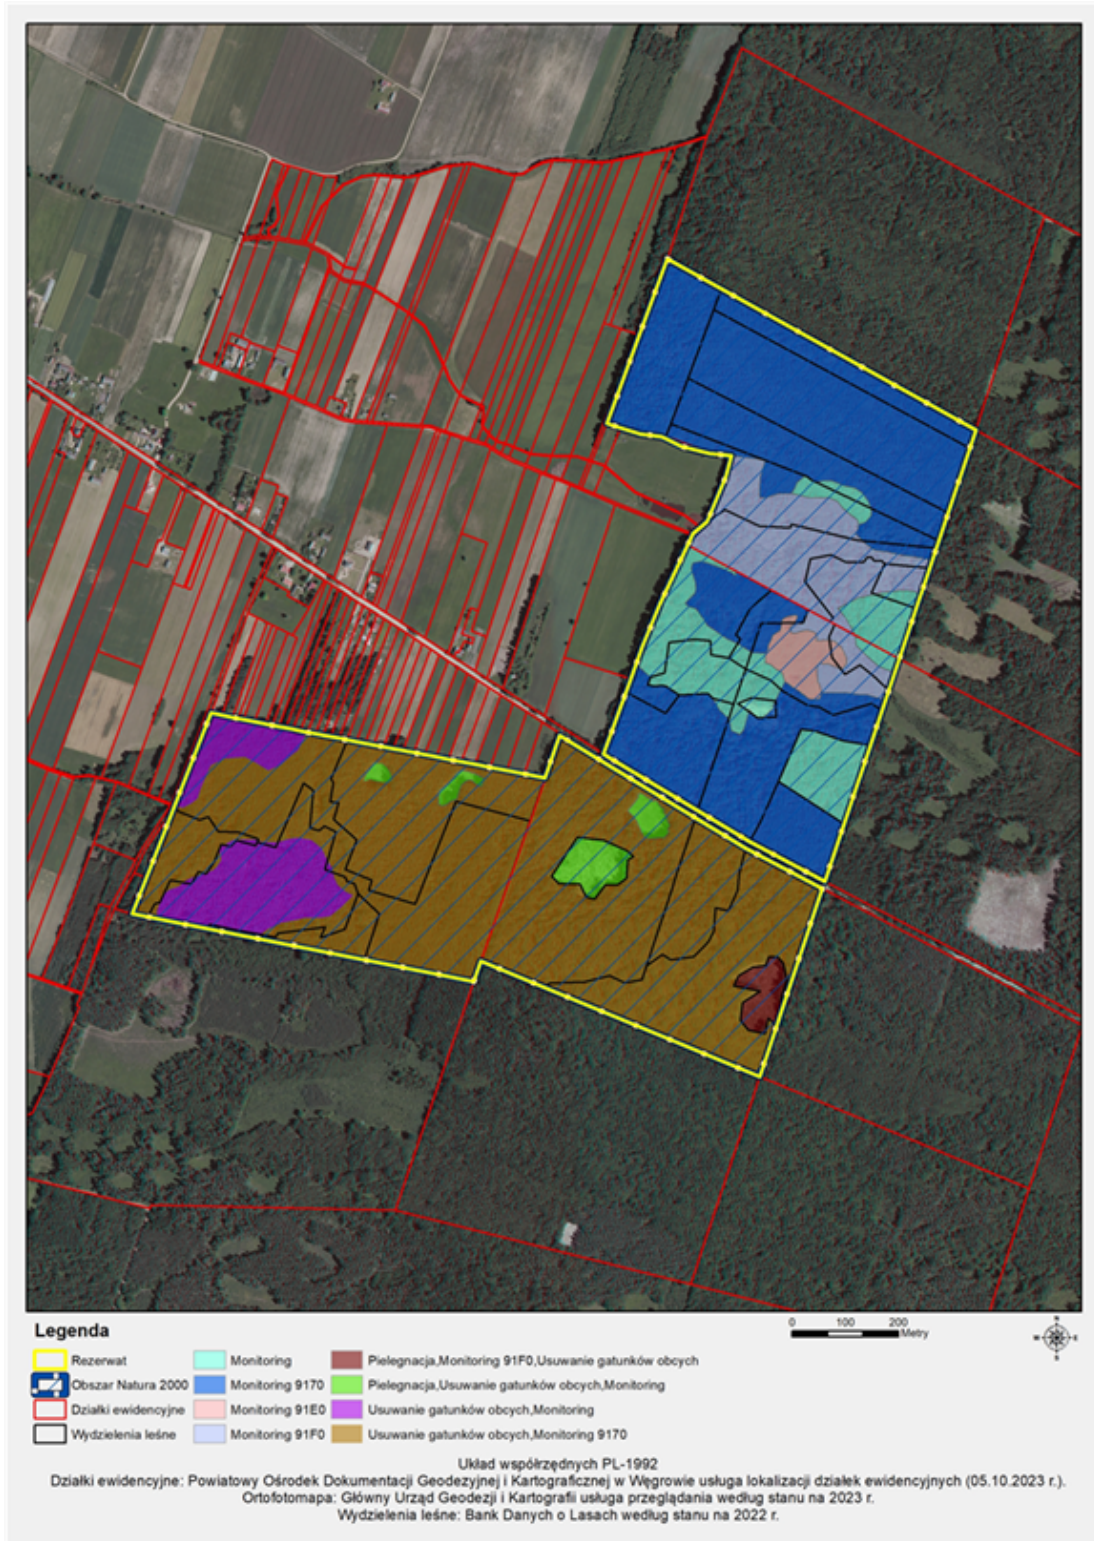 Legenda
0 100 200
Metry
N
W E
S
Rezerwat
Obszar Natura 2000
Działki ewidencyjne
Wydzielenia leśne
Monitoring
Monitoring 9170
Monitoring 91E0
Monitoring 91F0
Pielegnacja,Monitoring 91F0,Usuwanie gatunków obcych
Pielegnacja,Usuwanie gatunków obcych,Monitoring
Usuwanie gatunków obcych,Monitoring
Usuwanie gatunków obcych,Monitoring 9170
Układ współrzędnych PL-1992
Działki ewidencyjne: Powiatowy Ośrodek Dokumentacji Geodezyjnej i Kartograficznej w Węgrowie usługa lokalizacji działek ewidencyjnych (05.10.2023 r.).
Ortofotomapa: Główny Urząd Geodezji i Kartografii usługa przeglądania według stanu na 2023 r.
Wydzielenia leśne: Bank Danych o Lasach według stanu na 2022 r.